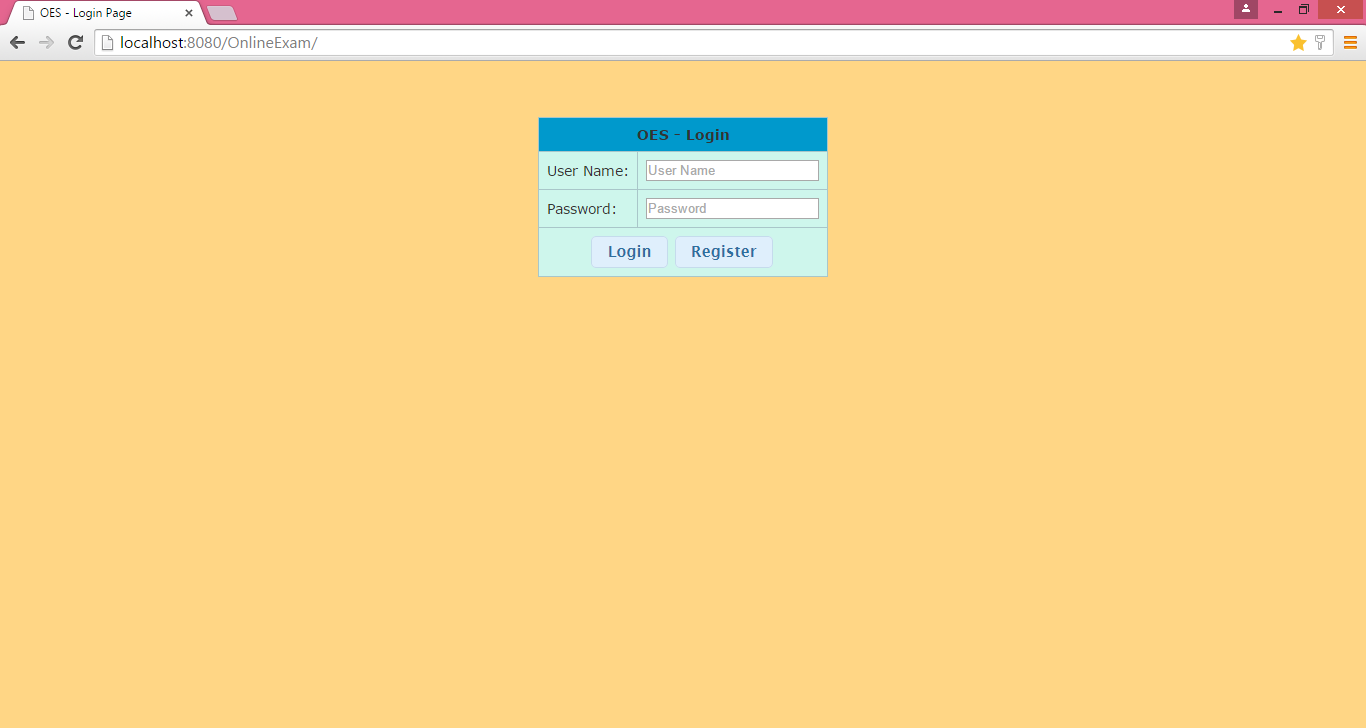 OES - Login Page
localhost:8080/OnlineExam/
OES - Login
User Name: User Name
Password: Password
Login Register